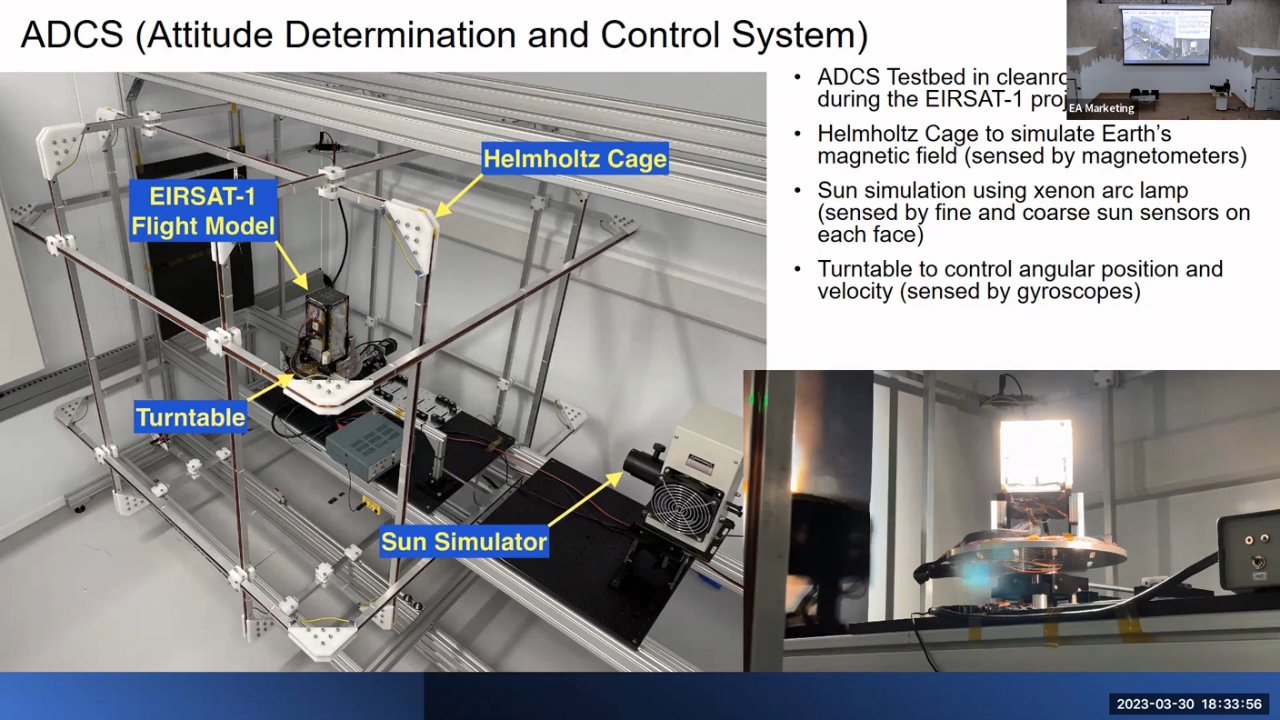 ADCS (Attitude Determination and Control System)
• ADCS Testbed in
during the EIRSAT-1
• Helmholtz Cage to simulate Earth's
magnetic field (sensed by magnetometers)
• Sun simulation using xenon arc lamp
(sensed by fine and coarse sun sensors on
each face)
• Turntable to control angular position and
velocity (sensed by gyroscopes)
EA Marketing
Helmholtz Cage
EIRSAT-1
Flight Model
Turntable
Sun Simulator
2023-03-30 18:33:56